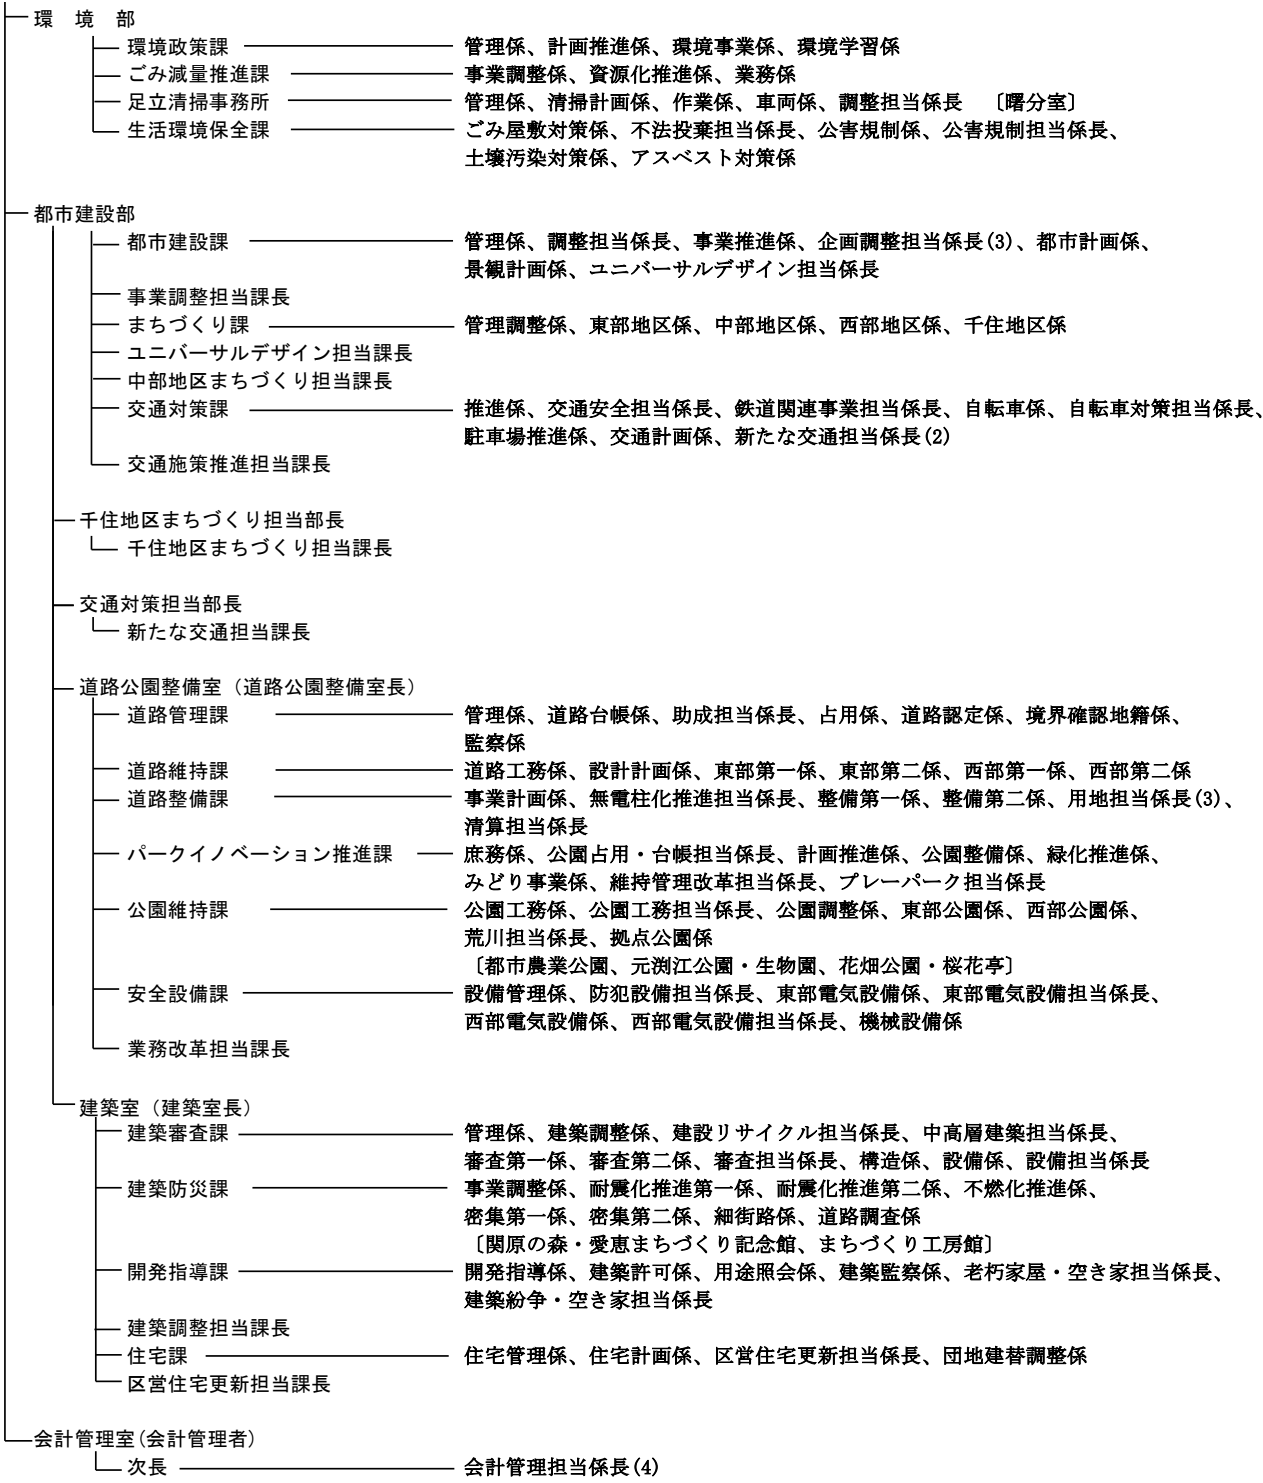 環　境　部
環境政策課　管理係、計画推進係、環境事業係、環境学習係
ごみ減量推進課　事業調整係、資源化推進係、業務係
足立清掃事務所　管理係、清掃計画係、作業係、車両係、調整担当係長　〔曙分室〕
生活環境保全課　ごみ屋敷対策係、不法投棄担当係長、公害規制係、公害規制担当係長、
土壌汚染対策係、アスベスト対策係
都市建設部
都市建設課　管理係、調整担当係長、事業推進係、企画調整担当係長(3)、都市計画係、
景観計画係、ユニバーサルデザイン担当係長
事業調整担当課長
まちづくり課　管理調整係、東部地区係、中部地区係、西部地区係、千住地区係
ユニバーサルデザイン担当課長
中部地区まちづくり担当課長
交通対策課　推進係、交通安全担当係長、鉄道関連事業担当係長、自転車係、自転車対策担当係長、
駐車場推進係、交通計画係、新たな交通担当係長(2)
交通施策推進担当課長
千住地区まちづくり担当部長
千住地区まちづくり担当課長
交通対策担当部長
新たな交通担当課長
道路公園整備室（道路公園整備室長）
道路管理課　管理係、道路台帳係、助成担当係長、占用係、道路認定係、境界確認地籍係、
監察係
道路維持課　道路工務係、設計計画係、東部第一係、東部第二係、西部第一係、西部第二係
道路整備課　事業計画係、無電柱化推進担当係長、整備第一係、整備第二係、用地担当係長(3)、
清算担当係長
パークイノベーション推進課　庶務係、公園占用・台帳担当係長、計画推進係、公園整備係、緑化推進係、
みどり事業係、維持管理改革担当係長、プレーパーク担当係長
公園維持課　公園工務係、公園工務担当係長、公園調整係、東部公園係、西部公園係、
荒川担当係長、拠点公園係
〔都市農業公園、元渕江公園・生物園、花畑公園・桜花亭〕
安全設備課　設備管理係、防犯設備担当係長、東部電気設備係、東部電気設備担当係長、
西部電気設備係、西部電気設備担当係長、機械設備係
業務改革担当課長
建築室（建築室長）
建築審査課　管理係、建築調整係、建設リサイクル担当係長、中高層建築担当係長、
審査第一係、審査第二係、審査担当係長、構造係、設備係、設備担当係長
建築防災課　事業調整係、耐震化推進第一係、耐震化推進第二係、不燃化推進係、
密集第一係、密集第二係、細街路係、道路調査係
〔関原の森・愛恵まちづくり記念館、まちづくり工房館〕
開発指導課　開発指導係、建築許可係、用途照会係、建築監察係、老朽家屋・空き家担当係長、
建築紛争・空き家担当係長
建築調整担当課長
住宅課　住宅管理係、住宅計画係、区営住宅更新担当係長、団地建替調整係
区営住宅更新担当課長
会計管理室(会計管理者)
次長　会計管理担当係長(4)